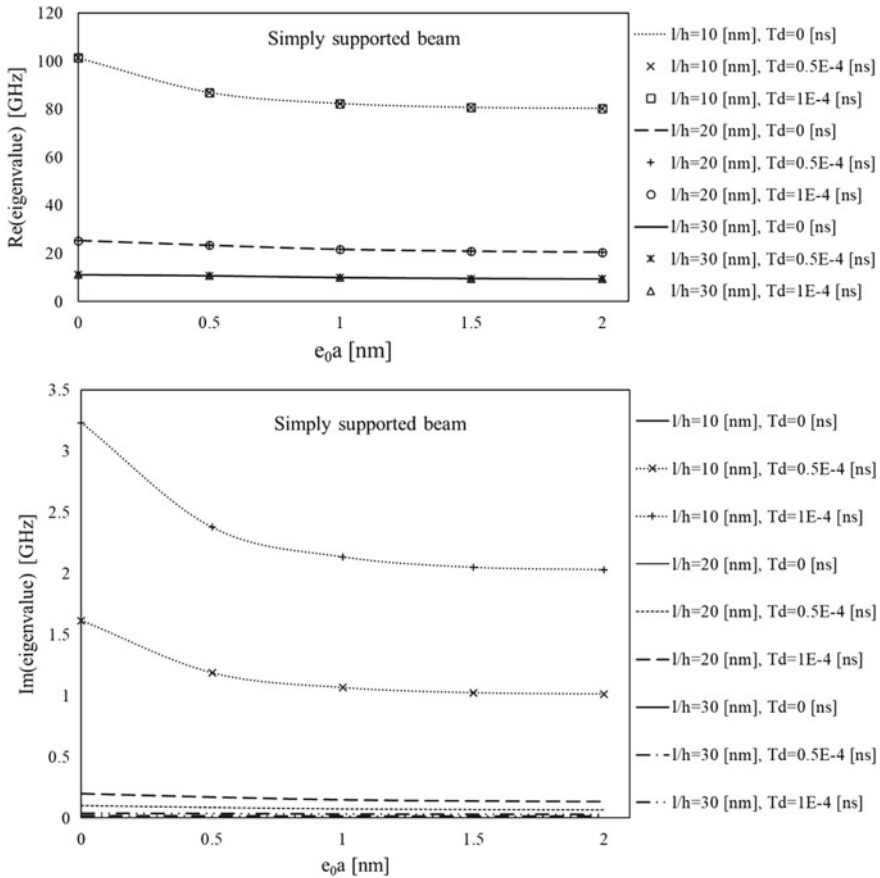 Simply supported beam
Re(eigenvalue) [GHz]
120
100
80
60
40
20
0
0 0.5 1 1.5 2
e₀a [nm]
l/h=10 [nm], Td=0 [ns]
l/h=10 [nm], Td=0.5E-4 [ns]
l/h=10 [nm], Td=1E-4 [ns]
l/h=20 [nm], Td=0 [ns]
l/h=20 [nm], Td=0.5E-4 [ns]
l/h=20 [nm], Td=1E-4 [ns]
l/h=30 [nm], Td=0 [ns]
l/h=30 [nm], Td=0.5E-4 [ns]
l/h=30 [nm], Td=1E-4 [ns]
Simply supported beam
Im(eigenvalue) [GHz]
3.5
3
2.5
2
1.5
1
0.5
0
0 0.5 1 1.5 2
e₀a [nm]
l/h=10 [nm], Td=0 [ns]
l/h=10 [nm], Td=0.5E-4 [ns]
l/h=10 [nm], Td=1E-4 [ns]
l/h=20 [nm], Td=0 [ns]
l/h=20 [nm], Td=0.5E-4 [ns]
l/h=20 [nm], Td=1E-4 [ns]
l/h=30 [nm], Td=0 [ns]
l/h=30 [nm], Td=0.5E-4 [ns]
l/h=30 [nm], Td=1E-4 [ns]